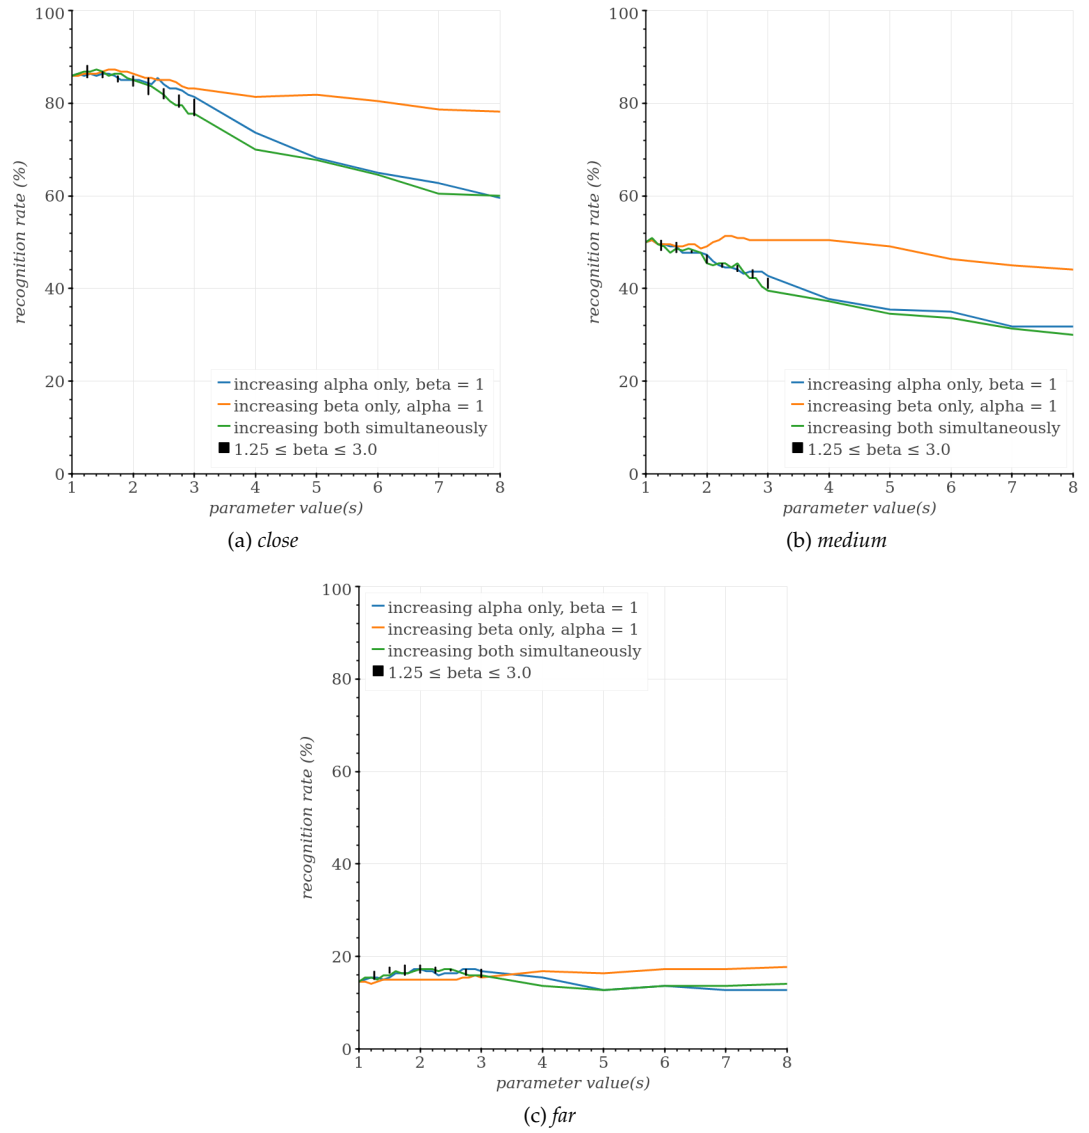 100
80
60
40
20
0
recognition rate (%)
increasing alpha only, beta = 1
increasing beta only, alpha = 1
increasing both simultaneously
1.25 ≤ beta ≤ 3.0
1 2 3 4 5 6 7 8
parameter value(s)
(a) close
100
80
60
40
20
0
recognition rate (%)
increasing alpha only, beta = 1
increasing beta only, alpha = 1
increasing both simultaneously
1.25 ≤ beta ≤ 3.0
1 2 3 4 5 6 7 8
parameter value(s)
(b) medium
100
80
60
40
20
0
recognition rate (%)
increasing alpha only, beta = 1
increasing beta only, alpha = 1
increasing both simultaneously
1.25 ≤ beta ≤ 3.0
1 2 3 4 5 6 7 8
parameter value(s)
(c) far